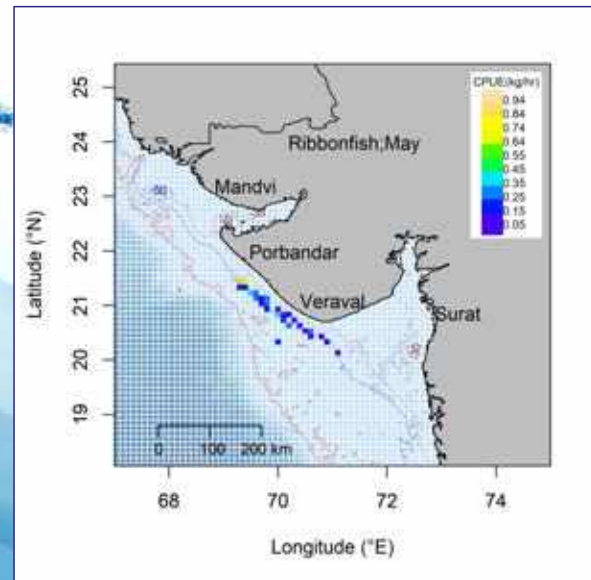 CPUE(kg/hr)
0.94
0.84
0.74
0.64
0.55
0.45
0.35
0.25
0.15
0.05
Ribbonfish;May
Mandvi
-50
Porbandar
Veraval
Surat
0 100 200 km
Latitude (°N)
25
24
23
22
21
20
19
68 70 72 74
Longitude (°E)